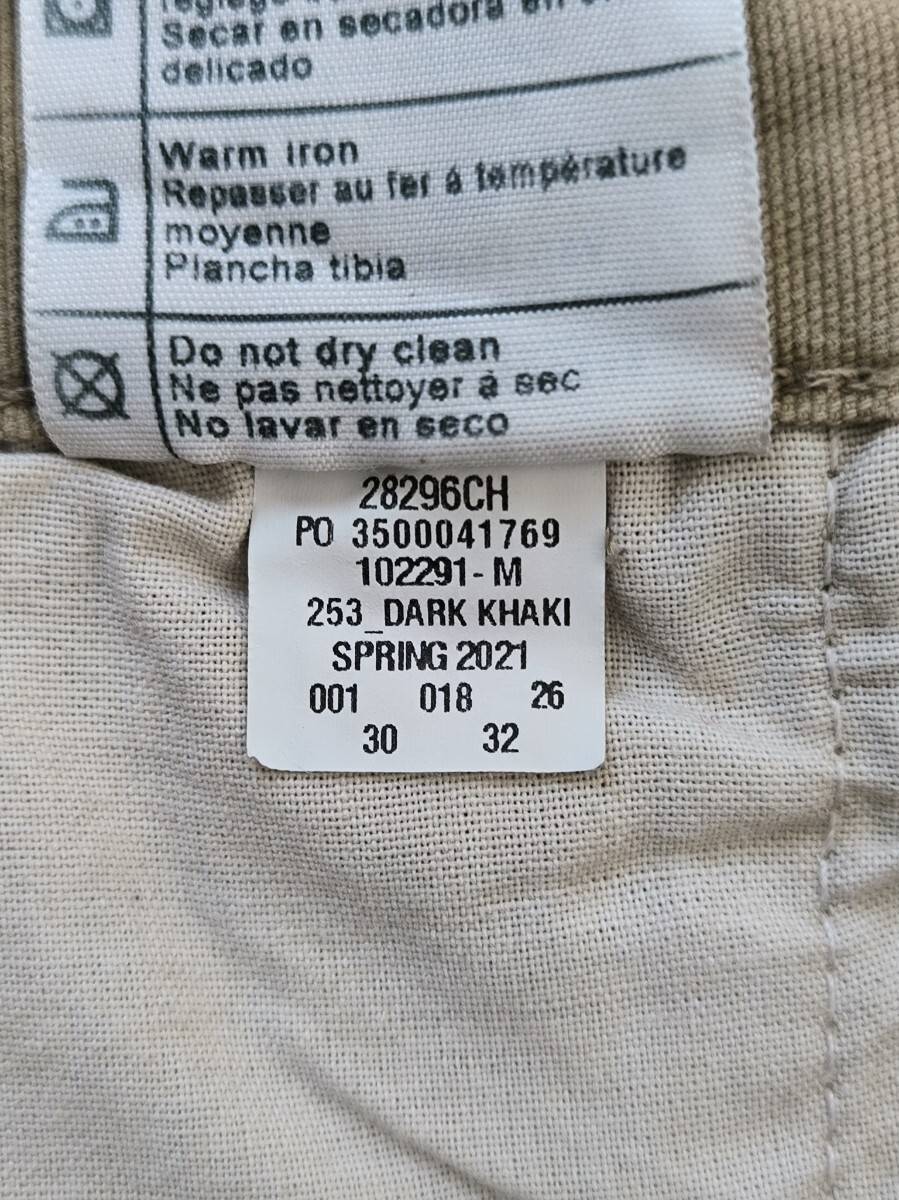 Secar en secadora en
delicado
Warm iron
Repasser au fer á température
moyenne
Plancha tibia
Do not dry clean
Ne pas nettoyer á sec
No lavar en seco
28296CH
PO 3500041769
102291-M
253_DARK KHAKI
SPRING 2021
001 018 26
30 32